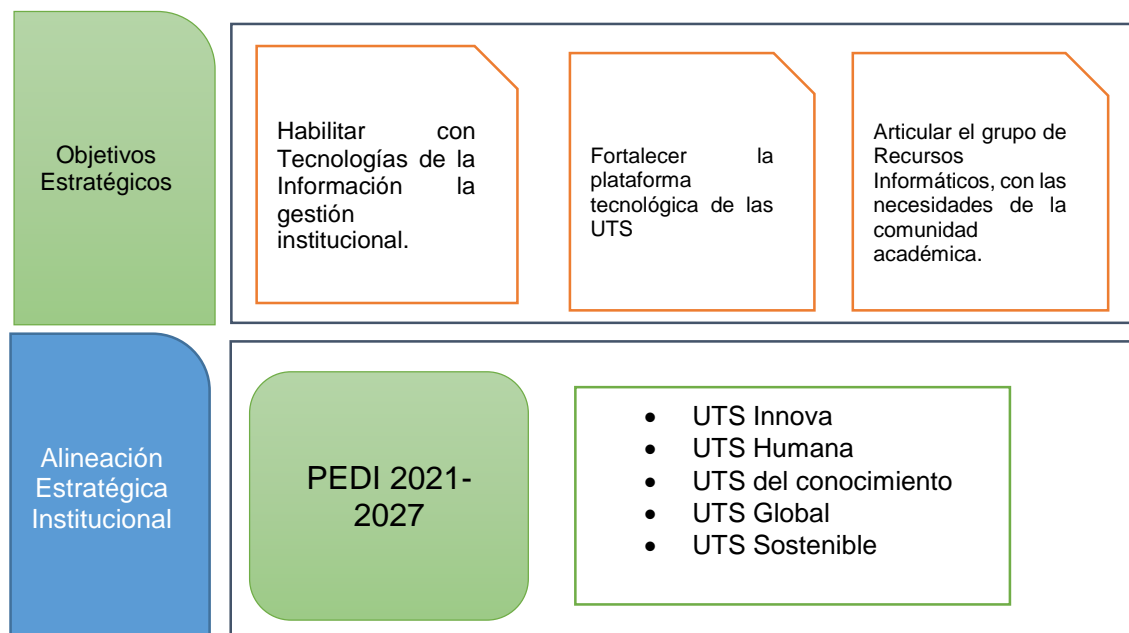 Objetivos
Estratégicos
Habilitar con
Tecnologías de la
Información la
gestión
institucional.
Fortalecer la
plataforma
tecnológica de las
UTS
Articular el grupo de
Recursos
Informáticos, con las
necesidades de la
comunidad
académica.
Alineación
Estratégica
Institucional
PEDI 2021-
2027
• UTS Innova
• UTS Humana
• UTS del conocimiento
• UTS Global
• UTS Sostenible